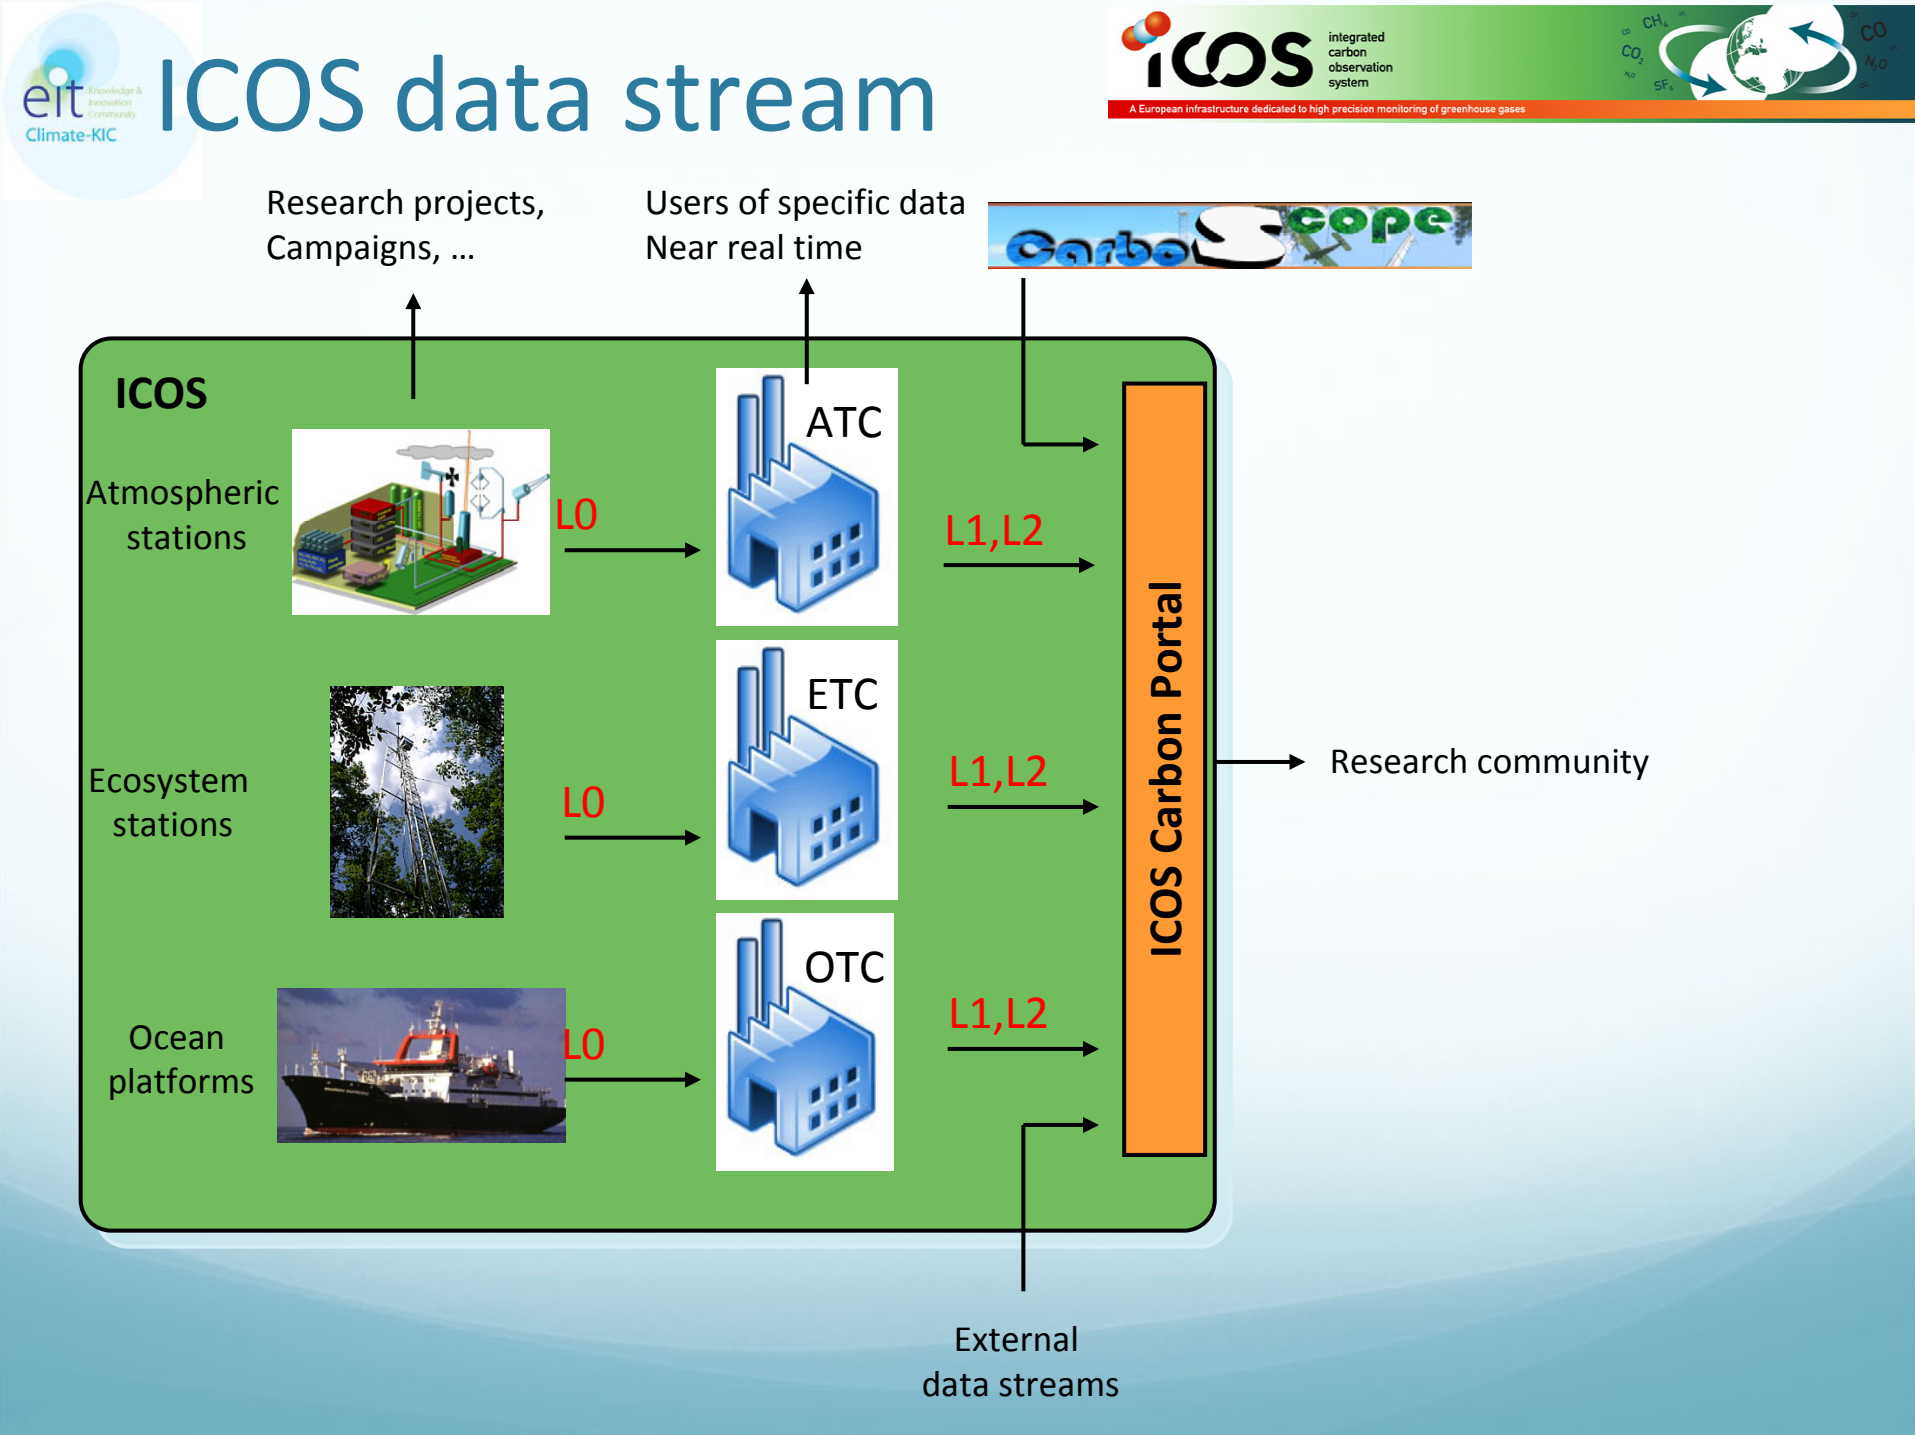 eit Knowledge &
Innovation
Community
Climate-KIC
ICOS data stream
icos
integrated
carbon
observation
system
A European infrastructure dedicated to high precision monitoring of greenhouse gases
CO CH₄
CO₂
N₂O
SF₆
CO
N₂O
Research projects,
Campaigns, ...
Users of specific data
Near real time
CarboScope
ICOS
Atmospheric
stations
L0
ATC
L1,L2
Ecosystem
stations
L0
ETC
L1,L2
Ocean
platforms
L0
OTC
L1,L2
ICOS Carbon Portal
Research community
External
data streams